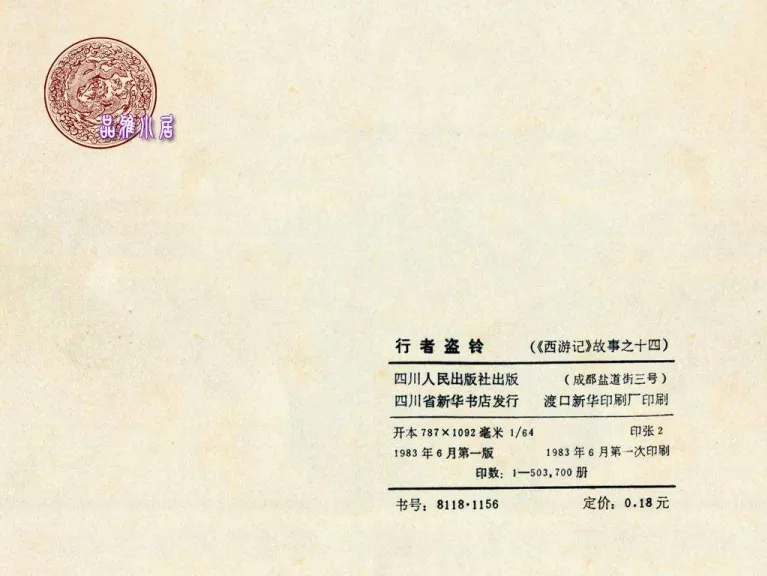 品雅小居
行者盗铃 (《西游记》故事之十四)
四川人民出版社出版 (成都盐道街三号)
四川省新华书店发行 渡口新华印刷厂印刷
开本 787×1092 毫米 1/64 印张 2
1983 年 6 月第一版 1983 年 6 月第一次印刷
印数: 1—503,700 册
书号: 8118·1156 定价: 0.18 元